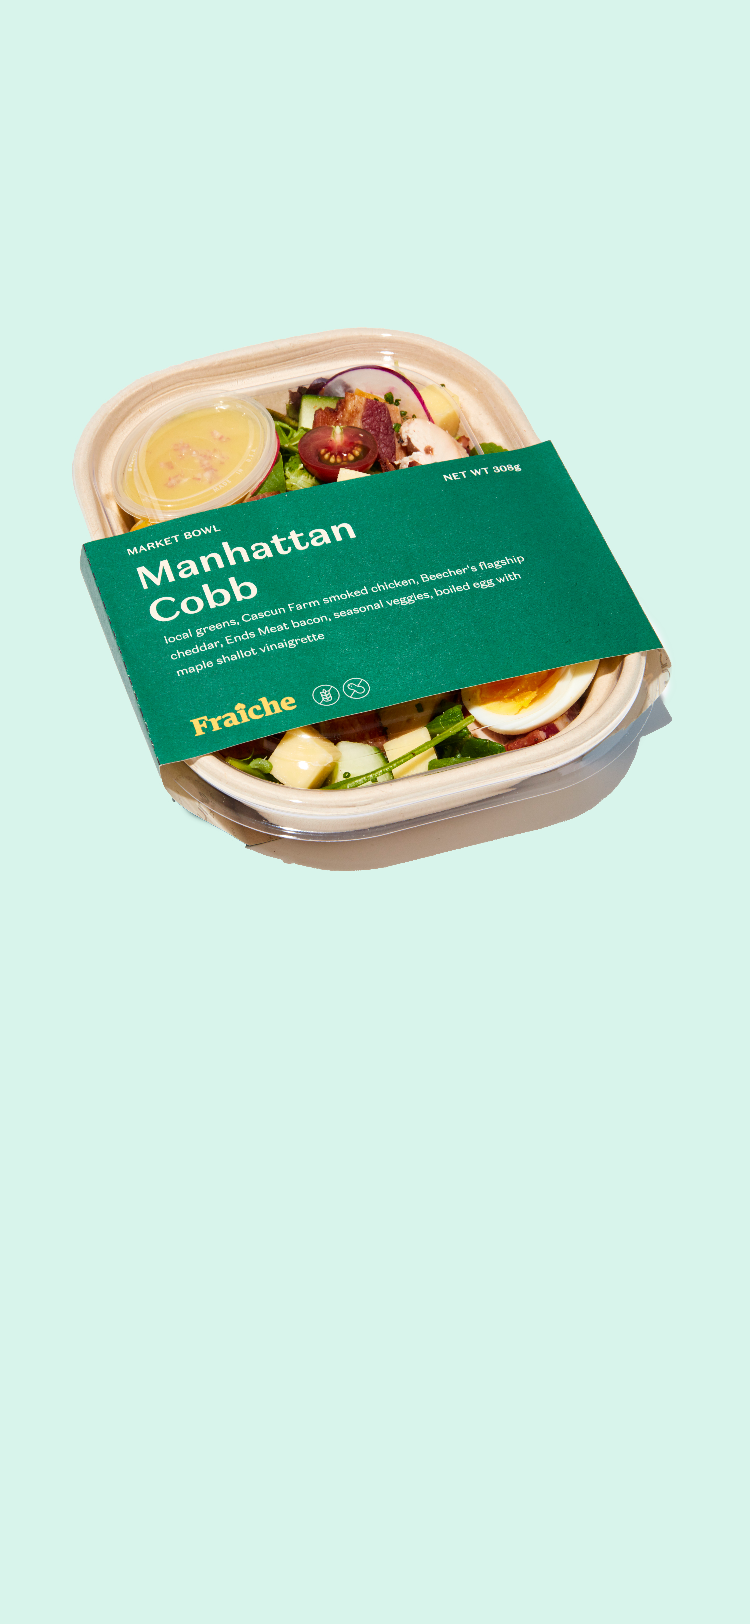 NET WT 308g
MARKET BOWL
Manhattan
Cobb
local greens, Cascun Farm smoked chicken, Beecher's flagship
cheddar, Ends Meat bacon, seasonal veggies, boiled egg with
maple shallot vinaigrette
Fraîche